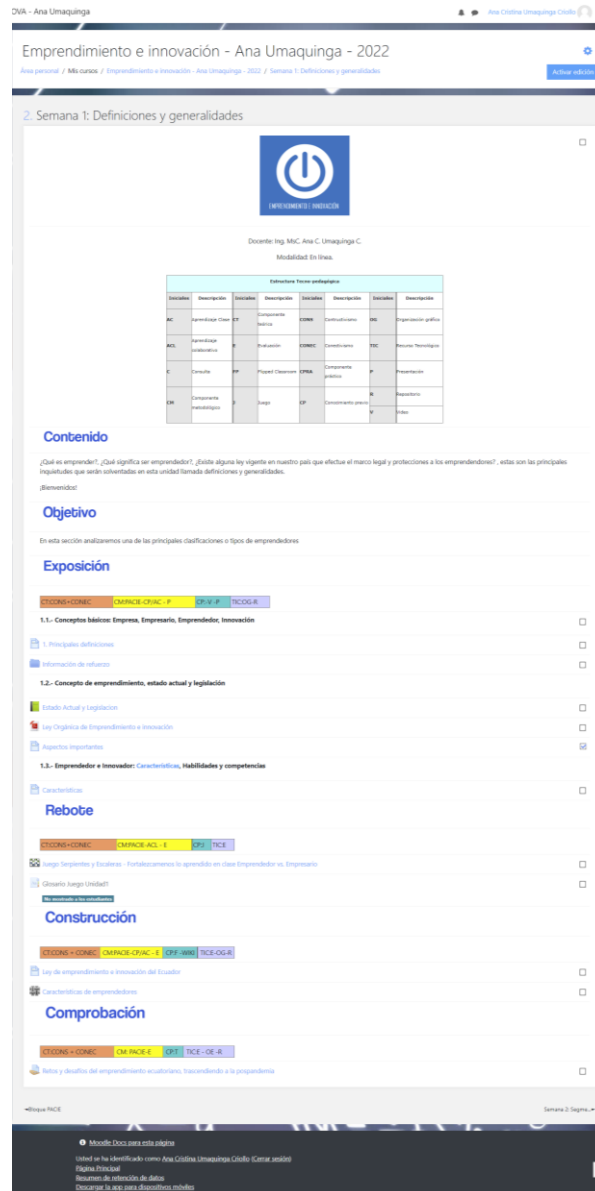 OVA - Ana Umaquinga
Ana Cristina Umaquinga Criollo
Emprendimiento e innovación - Ana Umaquinga - 2022
Área personal / Mis cursos / Emprendimiento e innovación - Ana Umaquinga - 2022 / Semana 1: Definiciones y generalidades
Activar edición
2. Semana 1: Definiciones y generalidades
EMPRENDIMIENTO E INNOVACIÓN
Docente: Ing. MsC. Ana C. Umaquinga C.
Modalidad: En línea.
Estructura Tecno-pedagógica
Iniciales Descripción Iniciales Descripción Iniciales Descripción Iniciales Descripción
AC Aprendizaje Clase CT Componente teórico CONS Contructivismo OG Organización gráfico
ACL Aprendizaje colaborativo E Evaluación CONEC Conectivismo TIC Recurso Tecnológico
C Consulta FP Fliped Classroom CPRA Componente práctico P Presentación
CM Componente metodológico J Juego CP Conocimiento previo R Repositorio
V Video
Contenido
¿Qué es emprender?, ¿Qué significa ser emprendedor?, ¿Existe alguna ley vigente en nuestro país que efectue el marco legal y protecciones a los emprendendores? , estas son las principales
inquietudes que serán solventadas en esta unidad llamada definiciones y generalidades.
¡Bienvenidos!
Objetivo
En esta sección analizaremos una de las principales clasificaciones o tipos de emprendedores
Exposición
CT:CONS+CONEC CM:PACIE-CP/AC - P CP:-V - P TIC:OG-R
1.1.- Conceptos básicos: Empresa, Empresario, Emprendedor, Innovación
1. Principales definiciones
Información de refuerzo
1.2.- Concepto de emprendimiento, estado actual y legislación
Estado Actual y Legislacion
Ley Orgánica de Emprendimiento e Innovación
Aspectos importantes
1.3.- Emprendedor e Innovador: Características, Habilidades y competencias
Características
Rebote
CT:CONS+CONEC CM:PACIE-ACL - E CP:J TIC:E
Juego Serpientes y Escaleras - Fortalezcamenos lo aprendido en clase Emprendedor vs. Empresario
Glosario Juego Unidad1
No mostrado a los estudiantes
Construcción
CT:CONS + CONEC CM:PACIE-CP/AC - E CP:F -WIKI TIC:E-OG-R
Ley de emprendimiento e innovación del Ecuador
Características de emprendedores
Comprobación
CT:CONS + CONEC CM: PACIE-E CP:T TIC:E - OE -R
Retos y desafíos del emprendimiento ecuatoriano, trascendiendo a la pospandemia
◄Bloque PACIE
Semana 2: Segme...►
Moodle Docs para esta página
Usted se ha identificado como Ana Cristina Umaquinga Criollo (Cerrar sesión)
Página Principal
Resumen de retención de datos
Descargar la app para dispositivos móviles